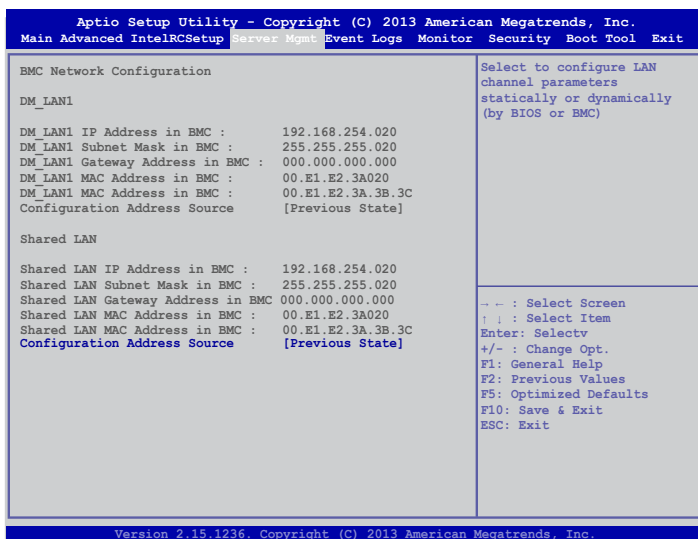 Aptio Setup Utility - Copyright (C) 2013 American Megatrends, Inc.
Main Advanced IntelRCSetup Server Mgmt Event Logs Monitor Security Boot Tool Exit
BMC Network Configuration
DM_LAN1
DM_LAN1 IP Address in BMC : 192.168.254.020
DM_LAN1 Subnet Mask in BMC : 255.255.255.020
DM_LAN1 Gateway Address in BMC : 000.000.000.000
DM_LAN1 MAC Address in BMC : 00.E1.E2.3A020
DM_LAN1 MAC Address in BMC : 00.E1.E2.3A.3B.3C
Configuration Address Source [Previous State]
Shared LAN
Shared LAN IP Address in BMC : 192.168.254.020
Shared LAN Subnet Mask in BMC : 255.255.255.020
Shared LAN Gateway Address in BMC 000.000.000.000
Shared LAN MAC Address in BMC : 00.E1.E2.3A020
Shared LAN MAC Address in BMC : 00.E1.E2.3A.3B.3C
Configuration Address Source [Previous State]
Select to configure LAN
channel parameters
statically or dynamically
(by BIOS or BMC)
→ ← : Select Screen
↑ ↓ : Select Item
Enter: Selectv
+/- : Change Opt.
F1: General Help
F2: Previous Values
F5: Optimized Defaults
F10: Save & Exit
ESC: Exit
Version 2.15.1236. Copyright (C) 2013 American Megatrends, Inc.